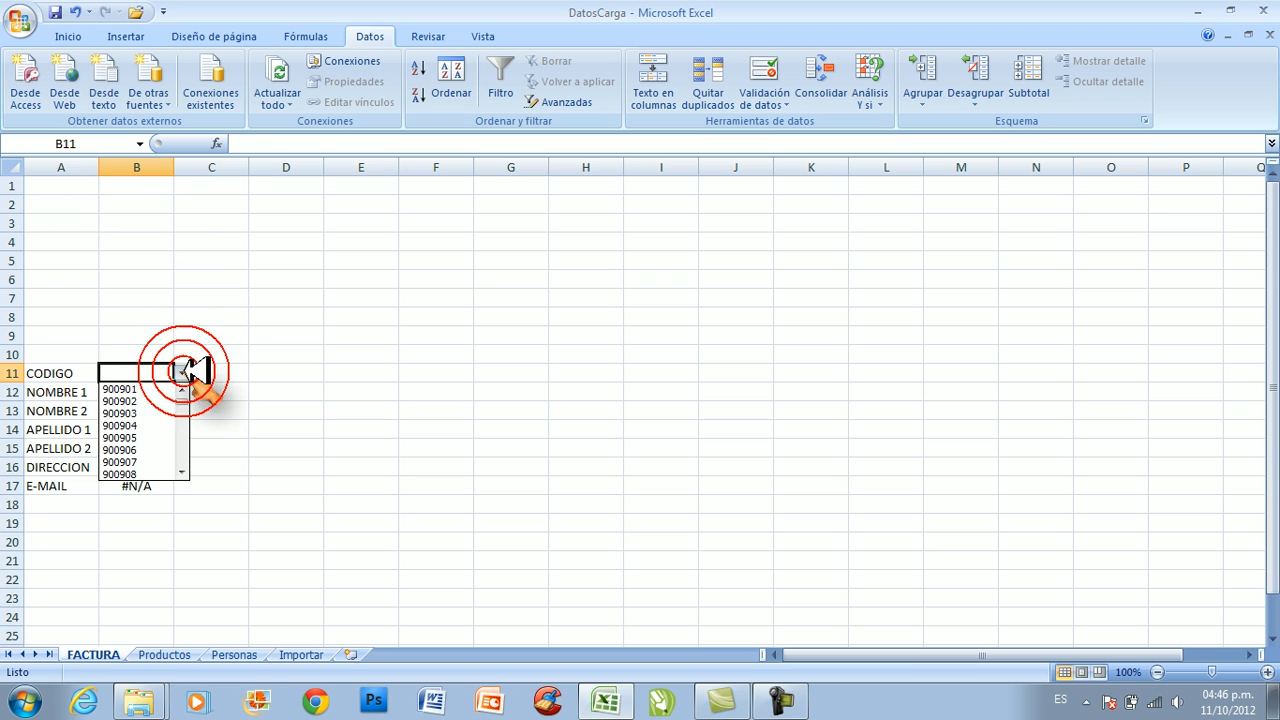 DatosCarga - Microsoft Excel
Inicio Insertar Diseño de página Fórmulas Datos Revisar Vista
Desde Access
Desde Web
Desde texto
De otras fuentes
Conexiones existentes
Obtener datos externos
Actualizar todo
Conexiones
Propiedades
Editar vínculos
Conexiones
Ordenar
Filtro
Borrar
Volver a aplicar
Avanzadas
Ordenar y filtrar
Texto en columnas
Quitar duplicados
Validación de datos
Consolidar
Análisis Y si
Herramientas de datos
Agrupar
Desagrupar
Subtotal
Mostrar detalle
Ocultar detalle
Esquema
B11 fx
A B C D E F G H I J K L M N O P Q
1
2
3
4
5
6
7
8
9
10
11 CODIGO
12 NOMBRE 1
13 NOMBRE 2
14 APELLIDO 1
15 APELLIDO 2
16 DIRECCION
17 E-MAIL #N/A
900901
900902
900903
900904
900905
900906
900907
900908
18
19
20
21
22
23
24
25
FACTURA Productos Personas Importar
Listo 100%
ES 04:46 p.m.
11/10/2012